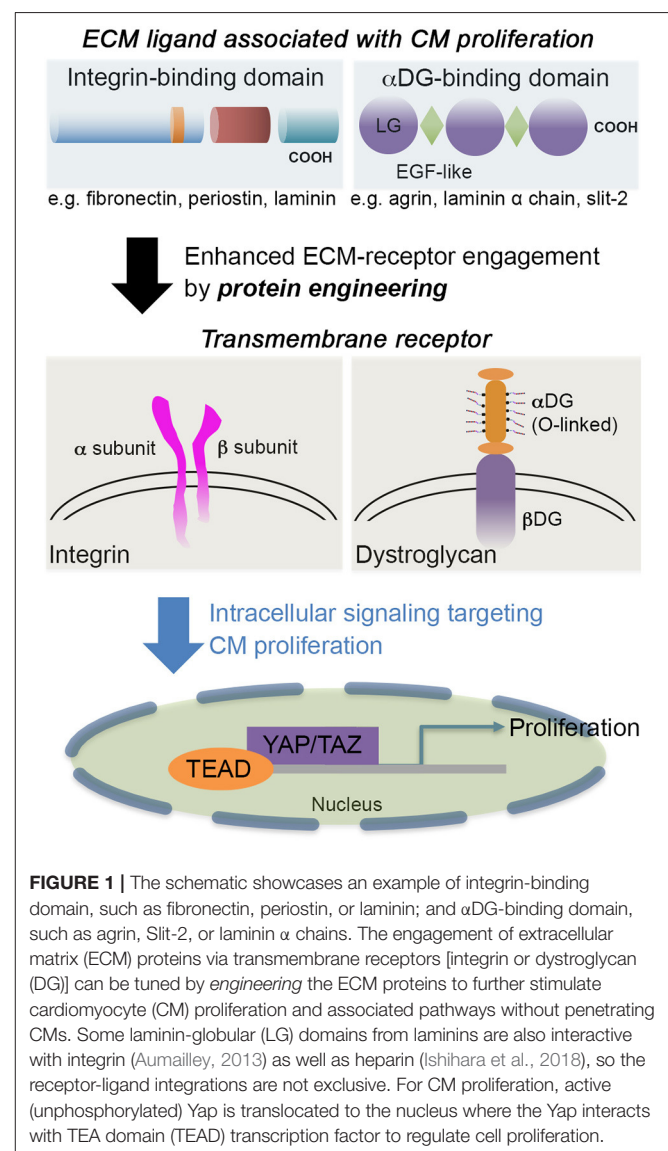 ECM ligand associated with CM proliferation
Integrin-binding domain
COOH
e.g. fibronectin, periostin, laminin
αDG-binding domain
LG
COOH
EGF-like
e.g. agrin, laminin α chain, slit-2
Enhanced ECM-receptor engagement
by protein engineering
Transmembrane receptor
α subunit
β subunit
Integrin
αDG
(O-linked)
βDG
Dystroglycan
Intracellular signaling targeting
CM proliferation
Proliferation
YAP/TAZ
TEAD
Nucleus
FIGURE 1 | The schematic showcases an example of integrin-binding
domain, such as fibronectin, periostin, or laminin; and αDG-binding domain,
such as agrin, Slit-2, or laminin α chains. The engagement of extracellular
matrix (ECM) proteins via transmembrane receptors [integrin or dystroglycan
(DG)] can be tuned by engineering the ECM proteins to further stimulate
cardiomyocyte (CM) proliferation and associated pathways without penetrating
CMs. Some laminin-globular (LG) domains from laminins are also interactive
with integrin (Aumailley, 2013) as well as heparin (Ishihara et al., 2018), so the
receptor-ligand integrations are not exclusive. For CM proliferation, active
(unphosphorylated) Yap is translocated to the nucleus where the Yap interacts
with TEA domain (TEAD) transcription factor to regulate cell proliferation.